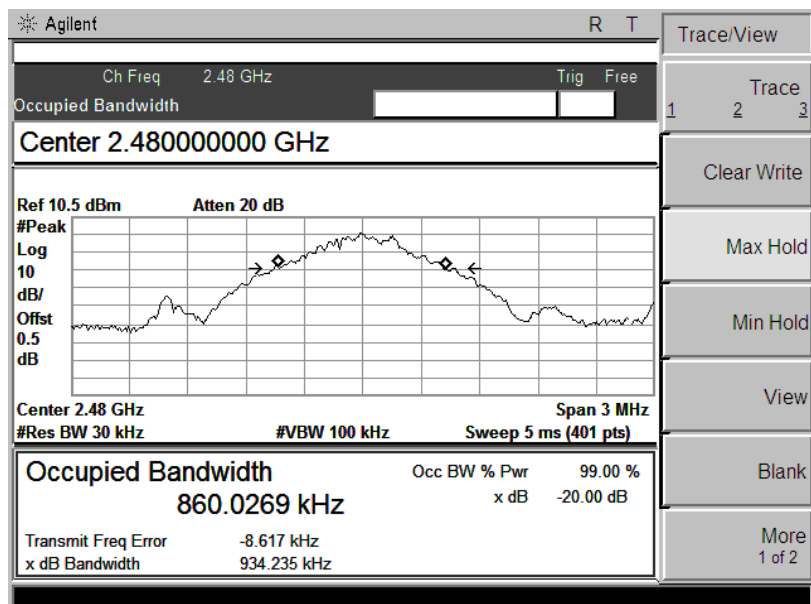 Agilent R T
Trace/View
Ch Freq 2.48 GHz Trig Free
Occupied Bandwidth
Trace
1 2 3
Center 2.480000000 GHz
Clear Write
Ref 10.5 dBm Atten 20 dB
#Peak
Log
10
dB/
Offst
0.5
dB
Max Hold
Min Hold
View
Center 2.48 GHz Span 3 MHz
#Res BW 30 kHz #VBW 100 kHz Sweep 5 ms (401 pts)
Occupied Bandwidth
860.0269 kHz
Occ BW % Pwr 99.00 %
x dB -20.00 dB
Blank
Transmit Freq Error -8.617 kHz
x dB Bandwidth 934.235 kHz
More
1 of 2